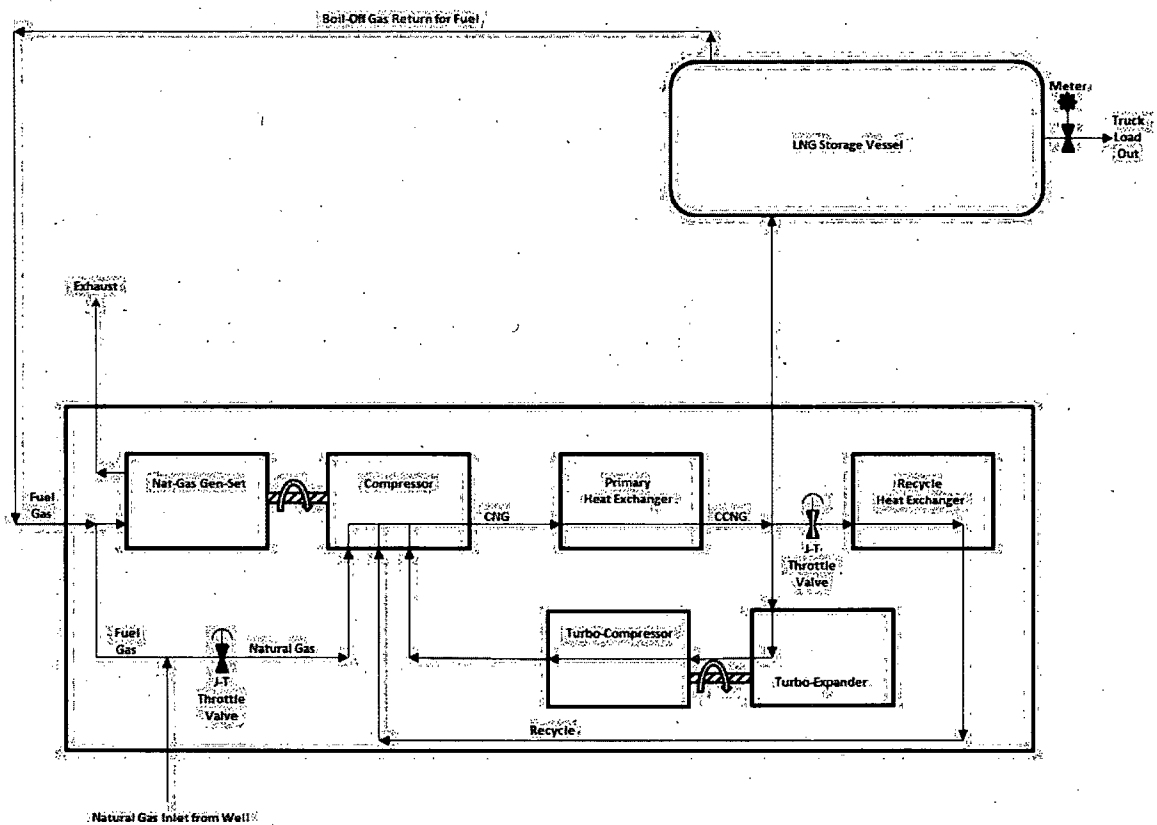 Boil-Off Gas Return for Fuel
Meter
Truck
Load
Out
LNG Storage Vessel
Exhaust
Nat-Gas Gen-Set
Compressor
Primary
Heat Exchanger
Recycle
Heat Exchanger
Fuel
Gas
CNG
CCNG
J-T
Throttle
Valve
Fuel
Gas
Natural Gas
J-T
Throttle
Valve
Turbo-Compressor
Turbo-Expander
Recycle
Natural Gas Inlet from Well